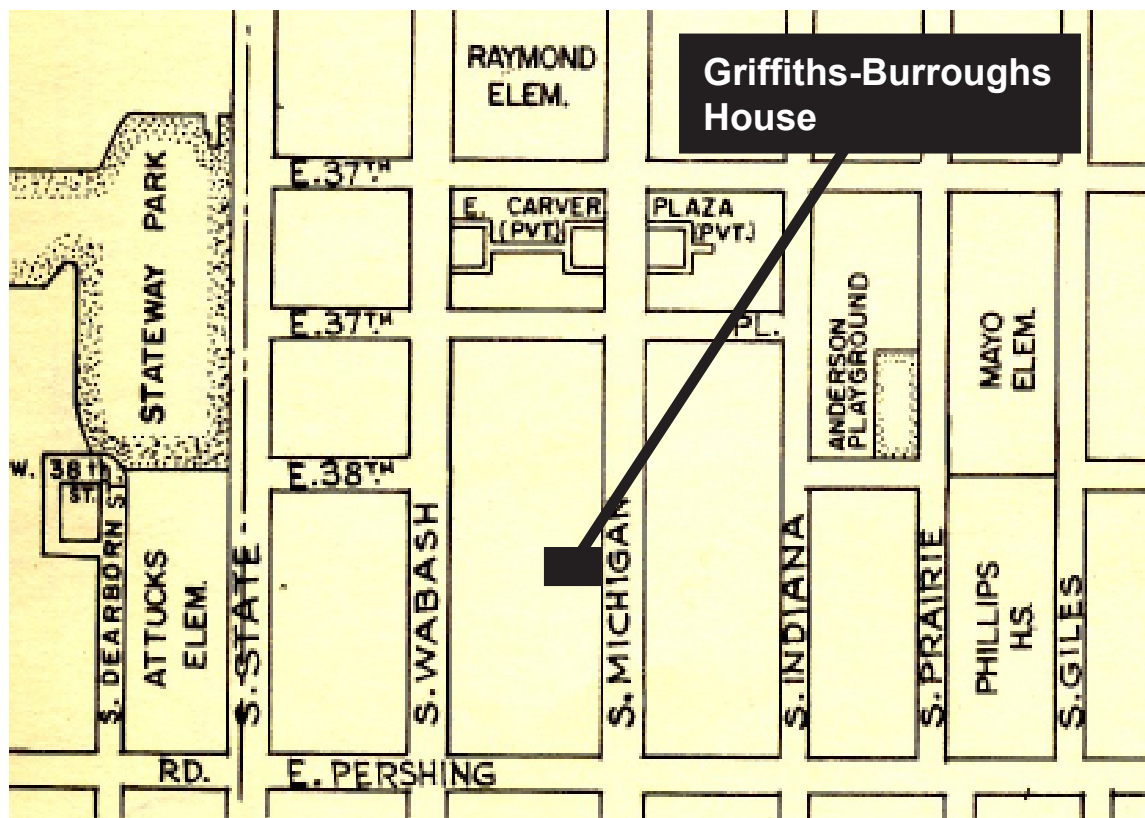 RAYMOND
ELEM.
Griffiths-Burroughs
House
E. 37TH
STATEWAY PARK
E. CARVER PLAZA
(PVT.) (PVT.)
E. 37TH PL.
ANDERSON
PLAYGROUND
MAYO
ELEM.
W. 38TH
ST.
E. 38TH
S. DEARBORN ST.
ATTUCKS
ELEM.
S. STATE
S. WABASH
S. MICHIGAN
S. INDIANA
S. PRAIRIE
PHILLIPS
H.S.
S. GILES
RD. E. PERSHING